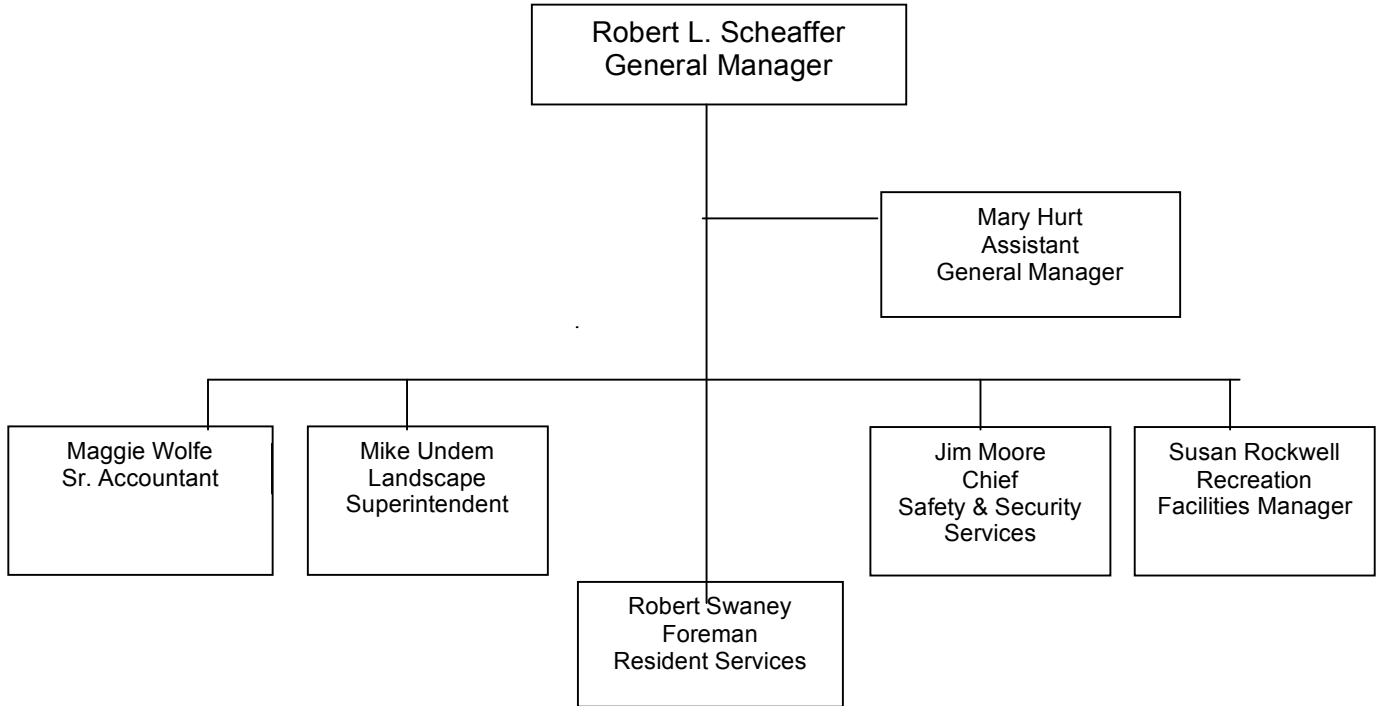 Robert L. Scheaffer
General Manager
Mary Hurt
Assistant
General Manager
Maggie Wolfe
Sr. Accountant
Mike Undem
Landscape
Superintendent
Jim Moore
Chief
Safety & Security
Services
Susan Rockwell
Recreation
Facilities Manager
Robert Swaney
Foreman
Resident Services